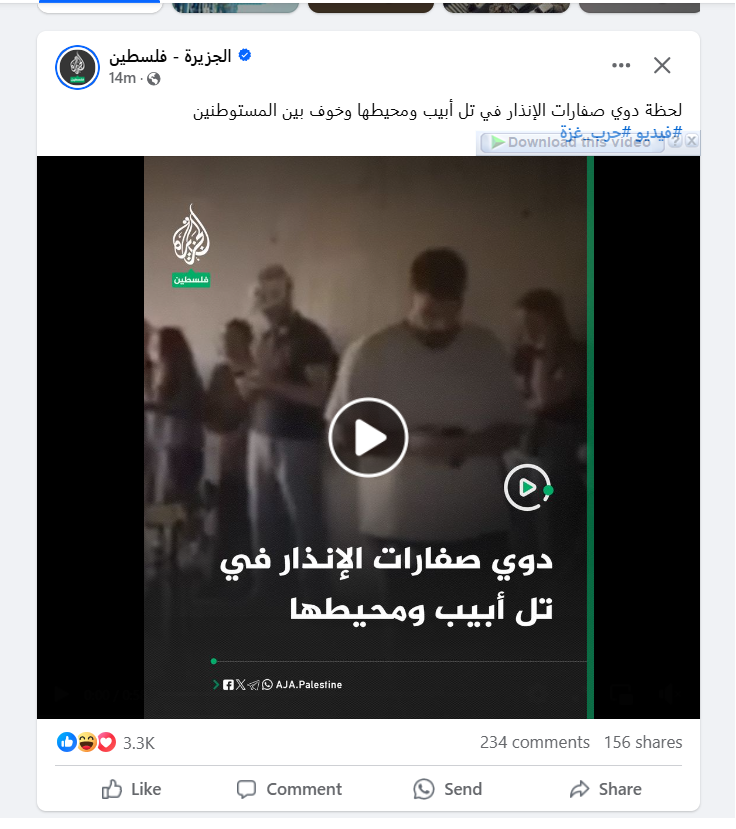 الجزيرة - فلسطين
14m ·
لحظة دوي صفارات الإنذار في تل أبيب ومحيطها وخوف بين المستوطنين
#فيديو #حرب_غزة
Download this video ? X
الجزيرة
فلسطين
دوي صفارات الإنذار في
تل أبيب ومحيطها
AJA.Palestine
3.3K 234 comments 156 shares
Like Comment Send Share